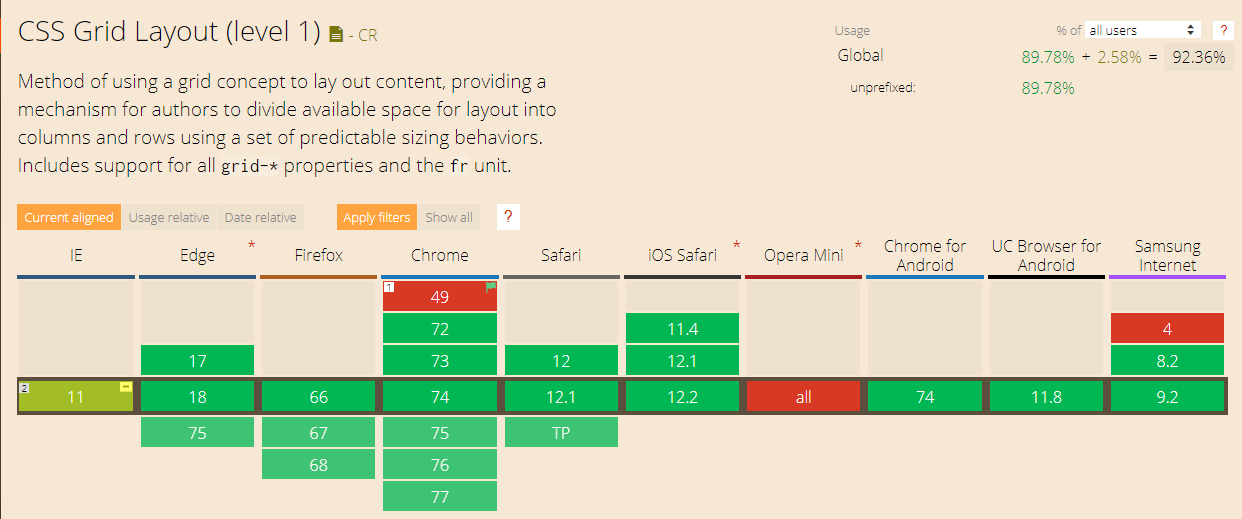 CSS Grid Layout (level 1) - CR
Usage % of all users ?
Global 89.78% + 2.58% = 92.36%
unprefixed: 89.78%
Method of using a grid concept to lay out content, providing a
mechanism for authors to divide available space for layout into
columns and rows using a set of predictable sizing behaviors.
Includes support for all grid-* properties and the fr unit.
Current aligned Usage relative Date relative Apply filters Show all ?
IE Edge * Firefox Chrome Safari iOS Safari * Opera Mini * Chrome for Android UC Browser for Android Samsung Internet
1 49
72 11.4 4
17 73 12 12.1 8.2
2 11 - 18 66 74 12.1 12.2 all 74 11.8 9.2
75 67 75 TP
68 76
77